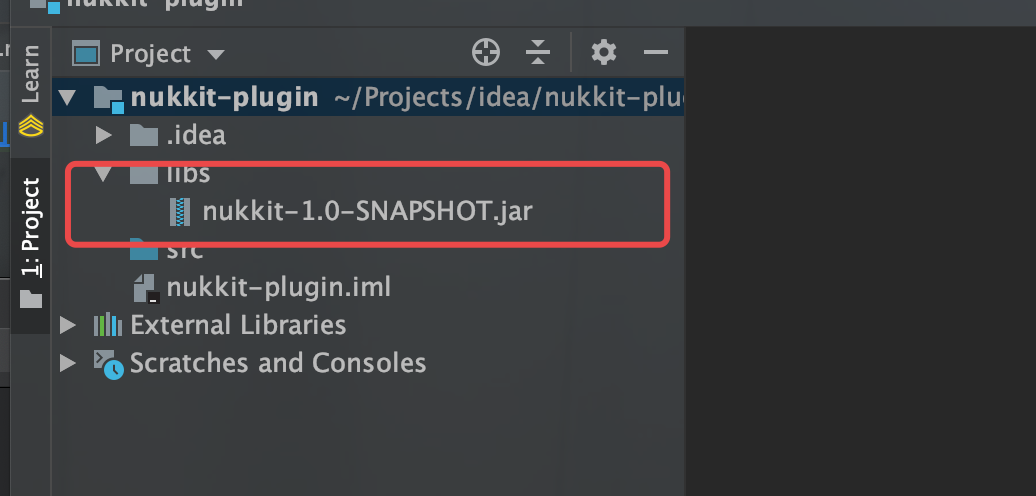 nukkit-plugin
Learn
1: Project
Project
nukkit-plugin ~/Projects/idea/nukkit-plu
.idea
libs
nukkit-1.0-SNAPSHOT.jar
src
nukkit-plugin.iml
External Libraries
Scratches and Consoles